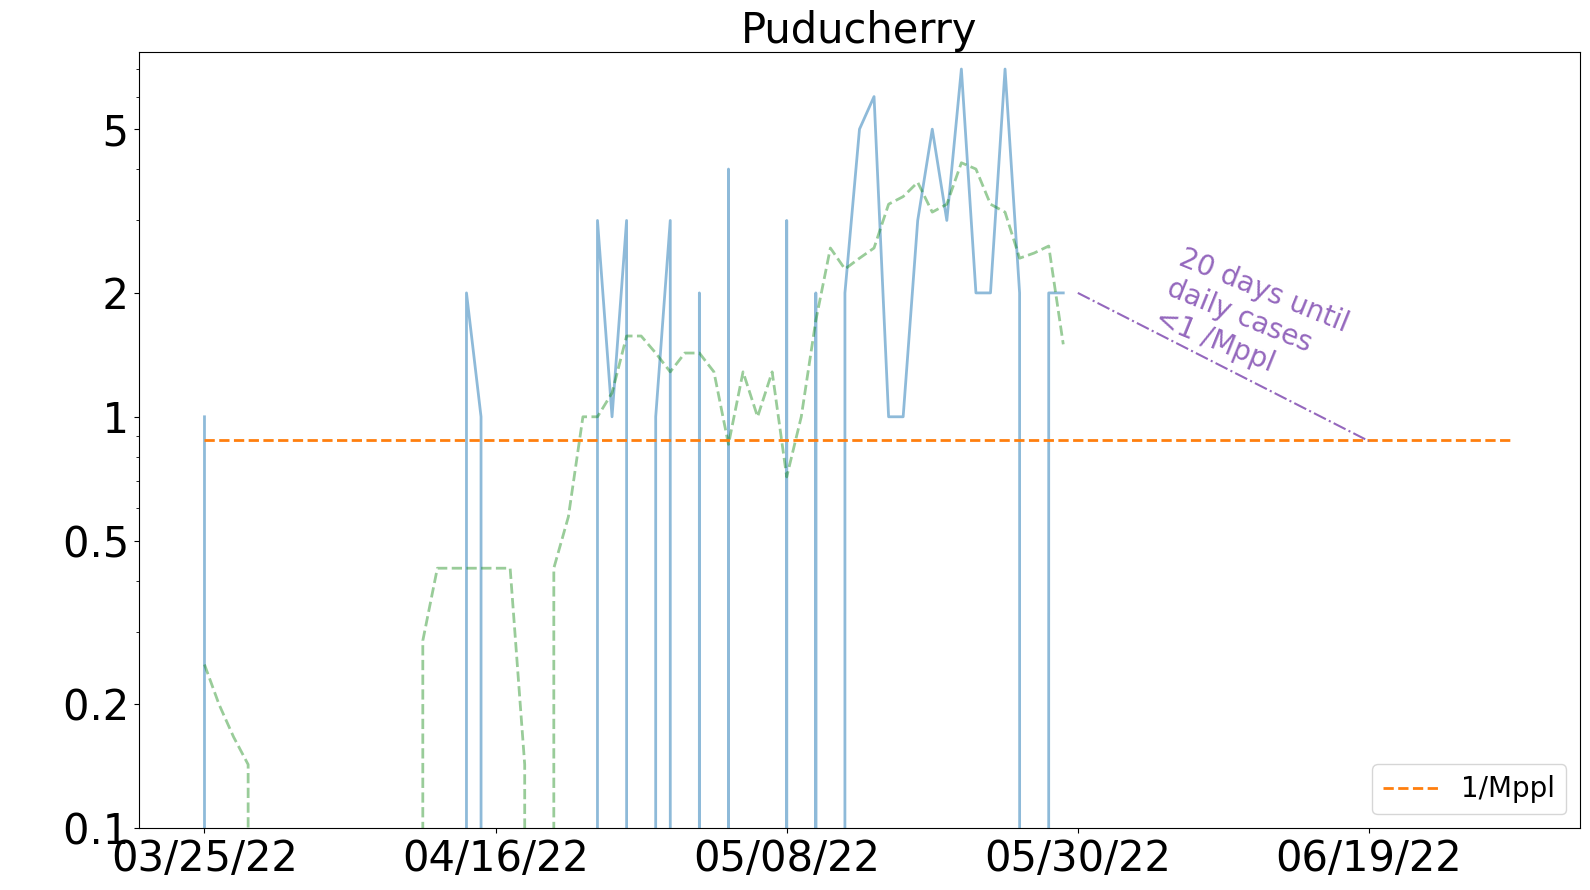 Puducherry
5
2
1
0.5
0.2
0.1
20 days until
daily cases
<1 /Mppl
1/Mppl
03/25/22 04/16/22 05/08/22 05/30/22 06/19/22